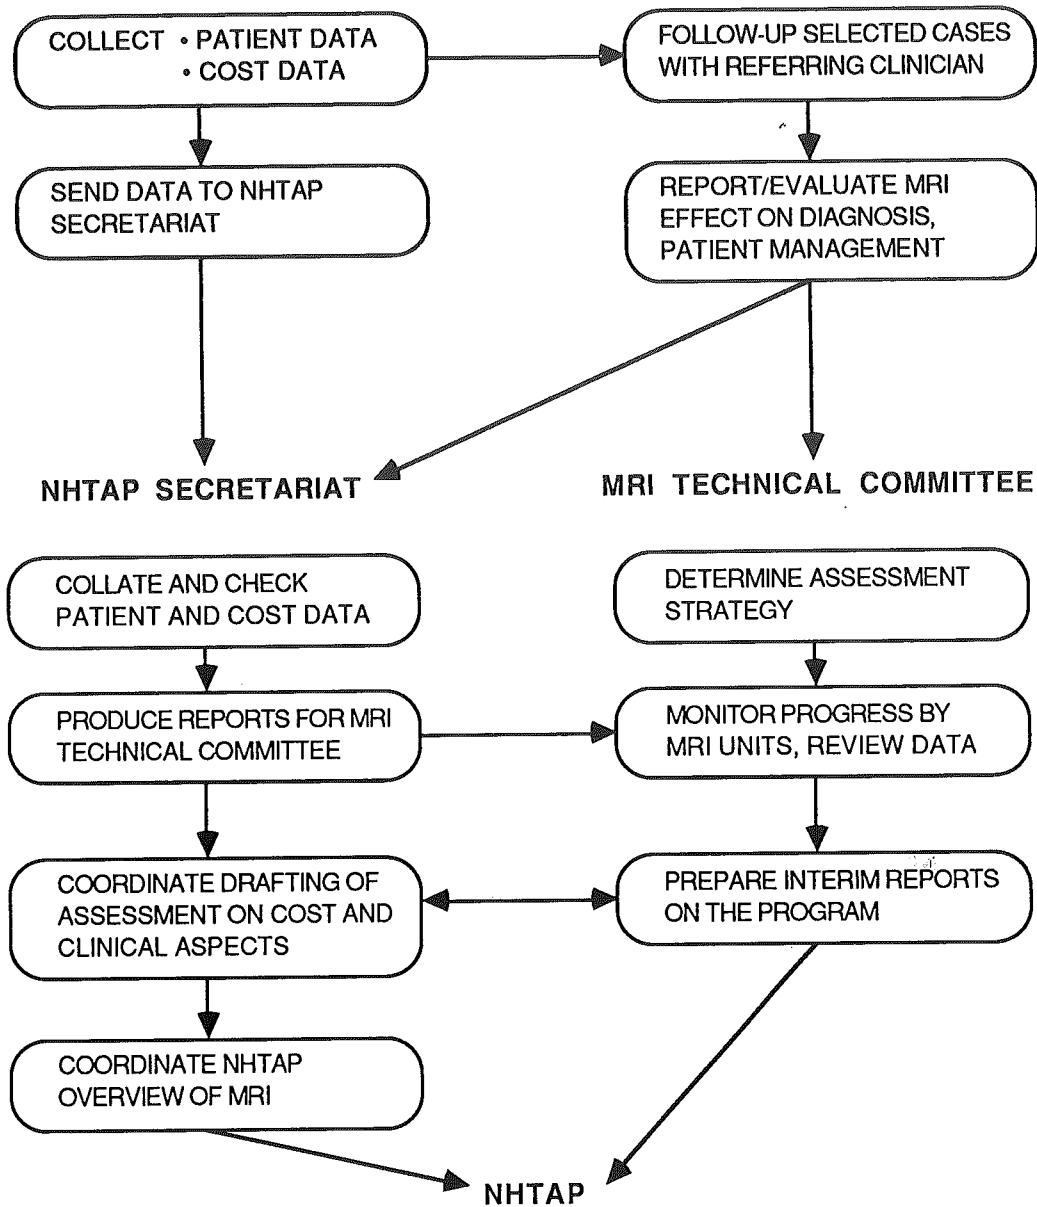 COLLECT • PATIENT DATA
• COST DATA
FOLLOW-UP SELECTED CASES
WITH REFERRING CLINICIAN
SEND DATA TO NHTAP
SECRETARIAT
REPORT/EVALUATE MRI
EFFECT ON DIAGNOSIS,
PATIENT MANAGEMENT
NHTAP SECRETARIAT
MRI TECHNICAL COMMITTEE
COLLATE AND CHECK
PATIENT AND COST DATA
DETERMINE ASSESSMENT
STRATEGY
PRODUCE REPORTS FOR MRI
TECHNICAL COMMITTEE
MONITOR PROGRESS BY
MRI UNITS, REVIEW DATA
COORDINATE DRAFTING OF
ASSESSMENT ON COST AND
CLINICAL ASPECTS
PREPARE INTERIM REPORTS
ON THE PROGRAM
COORDINATE NHTAP
OVERVIEW OF MRI
NHTAP